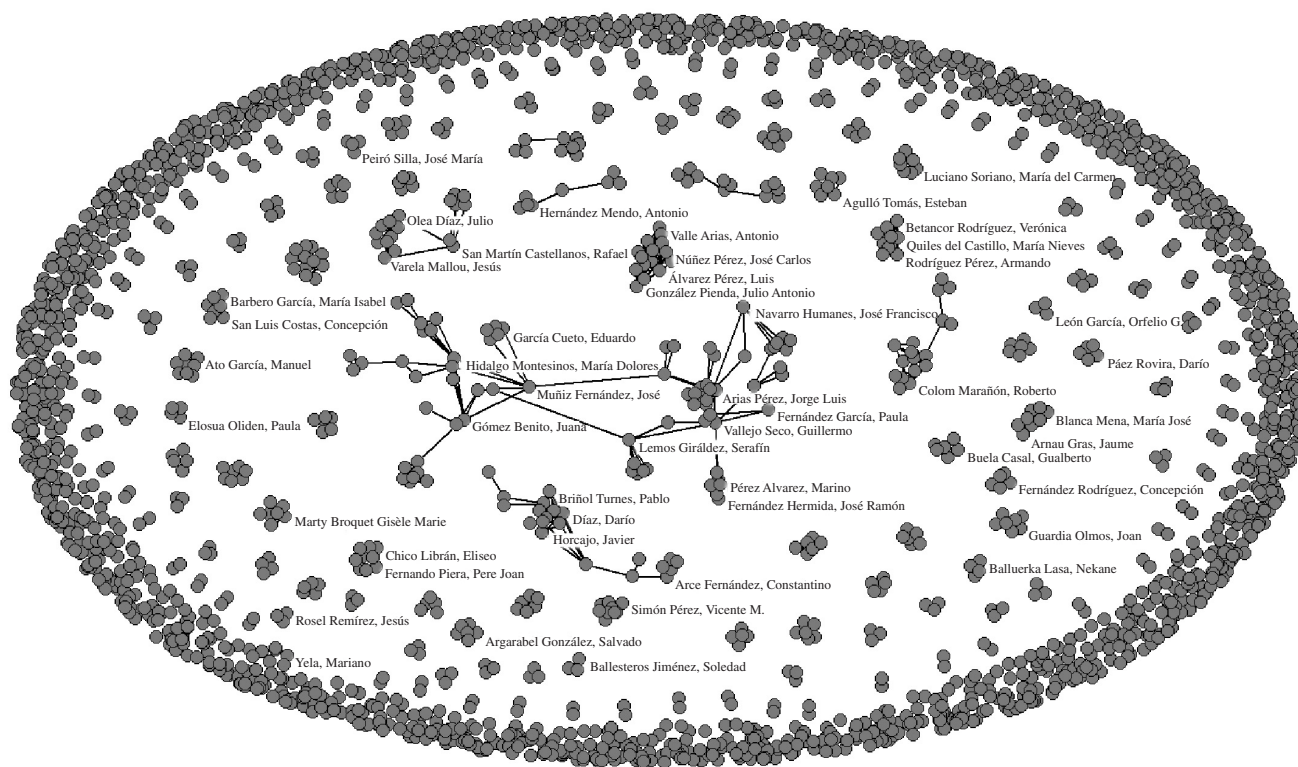 Peiró Silla, José María
Luciano Soriano, María del Carmen
Agulló Tomás, Esteban
Hernández Mendo, Antonio
Olea Díaz, Julio
Betancor Rodríguez, Verónica
Valle Arias, Antonio
Quiles del Castillo, María Nieves
San Martín Castellanos, Rafael
Núñez Pérez, José Carlos
Rodríguez Pérez, Armando
Varela Mallou, Jesús
Álvarez Pérez, Luis
González Pienda, Julio Antonio
Barbero García, María Isabel
Navarro Humanes, José Francisco
León García, Orfelio G.
San Luis Costas, Concepción
García Cueto, Eduardo
Páez Rovira, Darío
Ato García, Manuel
Hidalgo Montesinos, María Dolores
Colom Marañón, Roberto
Muñiz Fernández, José
Arias Pérez, Jorge Luis
Fernández García, Paula
Elosua Oliden, Paula
Blanca Mena, María José
Gómez Benito, Juana
Vallejo Seco, Guillermo
Arnau Gras, Jaume
Lemos Giráldez, Serafín
Buela Casal, Gualberto
Pérez Alvarez, Marino
Fernández Rodríguez, Concepción
Briñol Turnes, Pablo
Fernández Hermida, José Ramón
Marty Broquet Gisèle Marie
Díaz, Darío
Guardia Olmos, Joan
Horcajo, Javier
Chico Librán, Eliseo
Balluerka Lasa, Nekane
Fernando Piera, Pere Joan
Arce Fernández, Constantino
Simón Pérez, Vicente M.
Rosel Remírez, Jesús
Argarabel González, Salvado
Yela, Mariano
Ballesteros Jiménez, Soledad